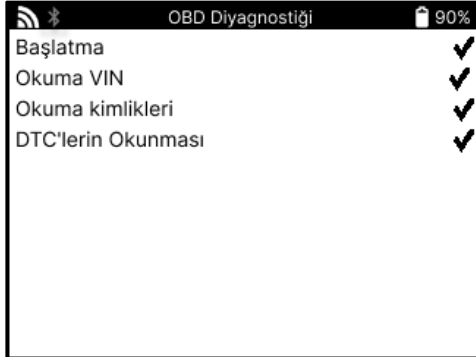 OBD Diyagnostiği 90%
Başlatma
Okuma VIN
Okuma kimlikleri
DTC'lerin Okunması